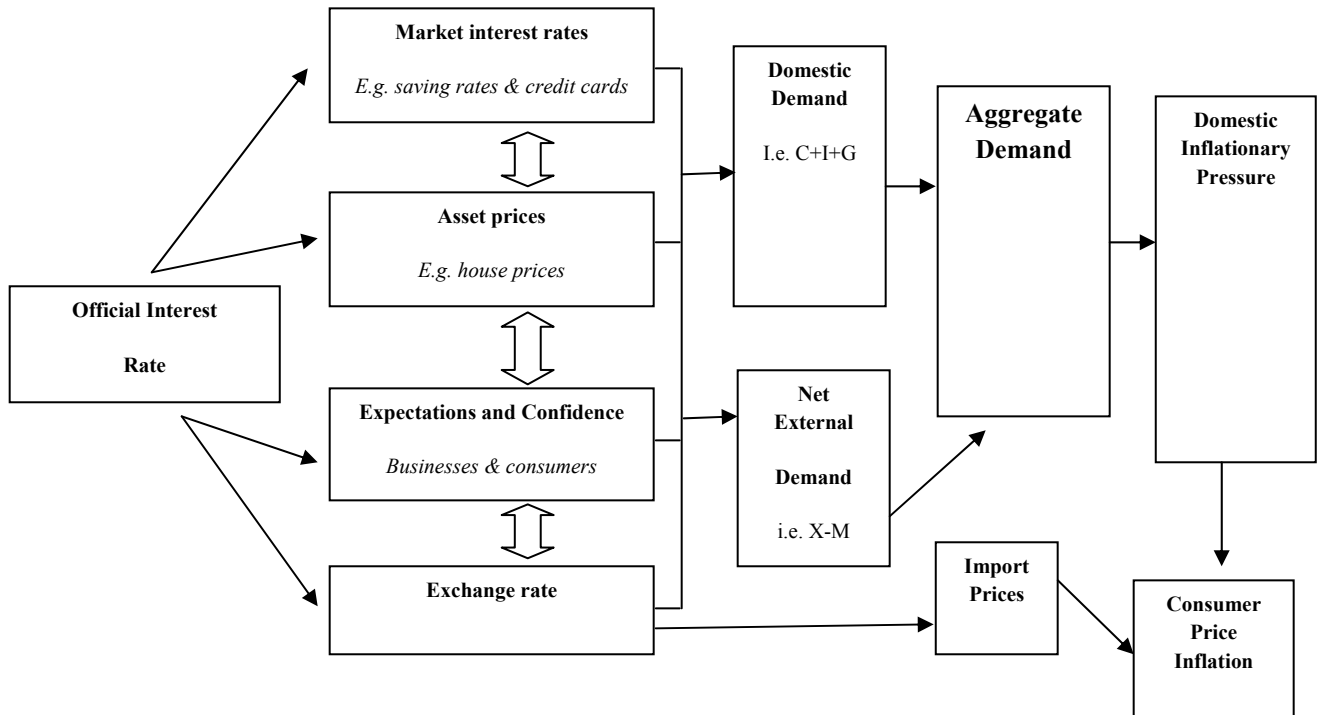 Market interest rates
E.g. saving rates & credit cards
Asset prices
E.g. house prices
Official Interest
Rate
Expectations and Confidence
Businesses & consumers
Exchange rate
Domestic
Demand
I.e. C+I+G
Net
External
Demand
i.e. X-M
Aggregate
Demand
Import
Prices
Domestic
Inflationary
Pressure
Consumer
Price
Inflation